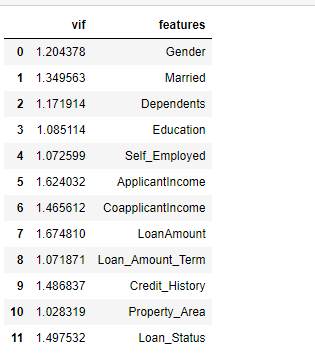 vif features
0 1.204378 Gender
1 1.349563 Married
2 1.171914 Dependents
3 1.085114 Education
4 1.072599 Self_Employed
5 1.624032 ApplicantIncome
6 1.465612 CoapplicantIncome
7 1.674810 LoanAmount
8 1.071871 Loan_Amount_Term
9 1.486837 Credit_History
10 1.028319 Property_Area
11 1.497532 Loan_Status